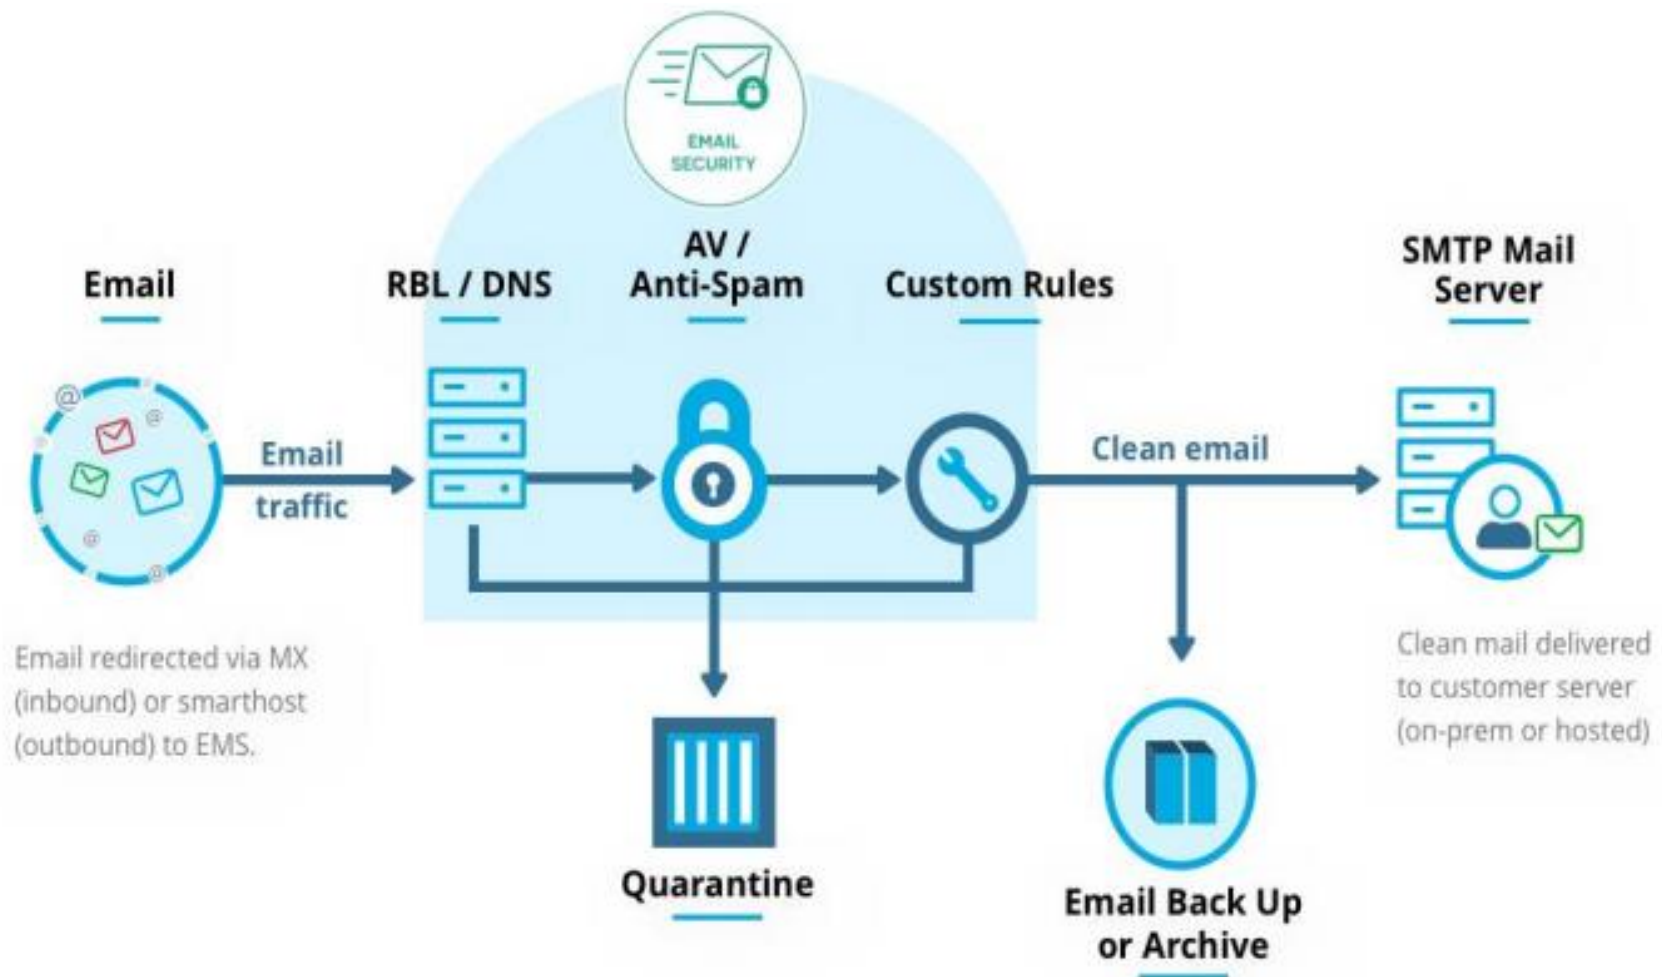 EMAIL
SECURITY
Email
RBL / DNS
AV /
Anti-Spam
Custom Rules
SMTP Mail
Server
@
@
@
@
Email
traffic
Clean email
Email redirected via MX
(inbound) or smarthost
(outbound) to EMS.
Clean mail delivered
to customer server
(on-prem or hosted)
Quarantine
Email Back Up
or Archive